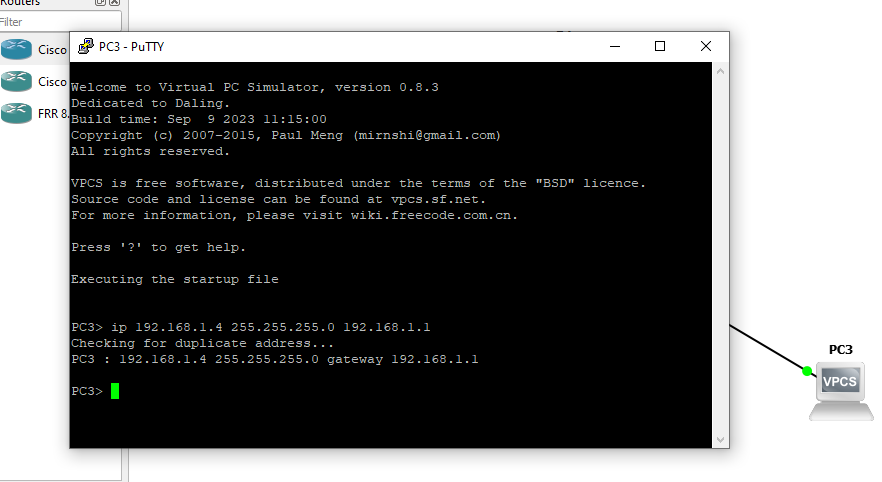 Routers
Filter
Cisco
Cisco
FRR 8.
PC3 - PuTTY
Welcome to Virtual PC Simulator, version 0.8.3
Dedicated to Daling.
Build time: Sep  9 2023 11:15:00
Copyright (c) 2007-2015, Paul Meng (mirnshi@gmail.com)
All rights reserved.
VPCS is free software, distributed under the terms of the "BSD" licence.
Source code and license can be found at vpcs.sf.net.
For more information, please visit wiki.freecode.com.cn.
Press '?' to get help.
Executing the startup file
PC3> ip 192.168.1.4 255.255.255.0 192.168.1.1
Checking for duplicate address...
PC3 : 192.168.1.4 255.255.255.0 gateway 192.168.1.1
PC3>
PC3
VPCS